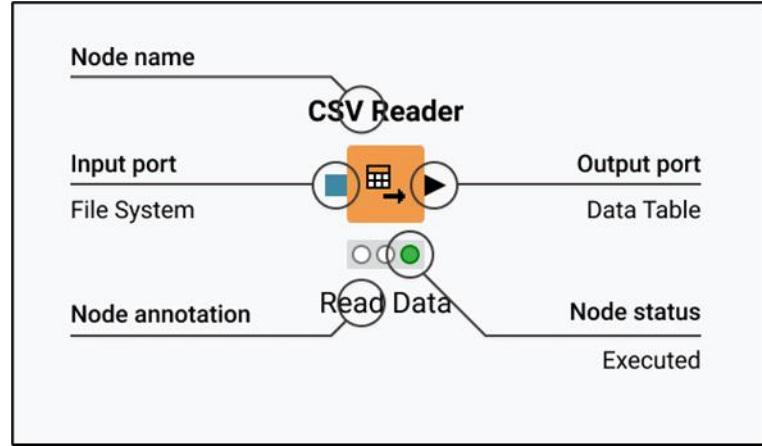 Node name
CSV Reader
Input port
File System
Output port
Data Table
Read Data
Node annotation
Node status
Executed